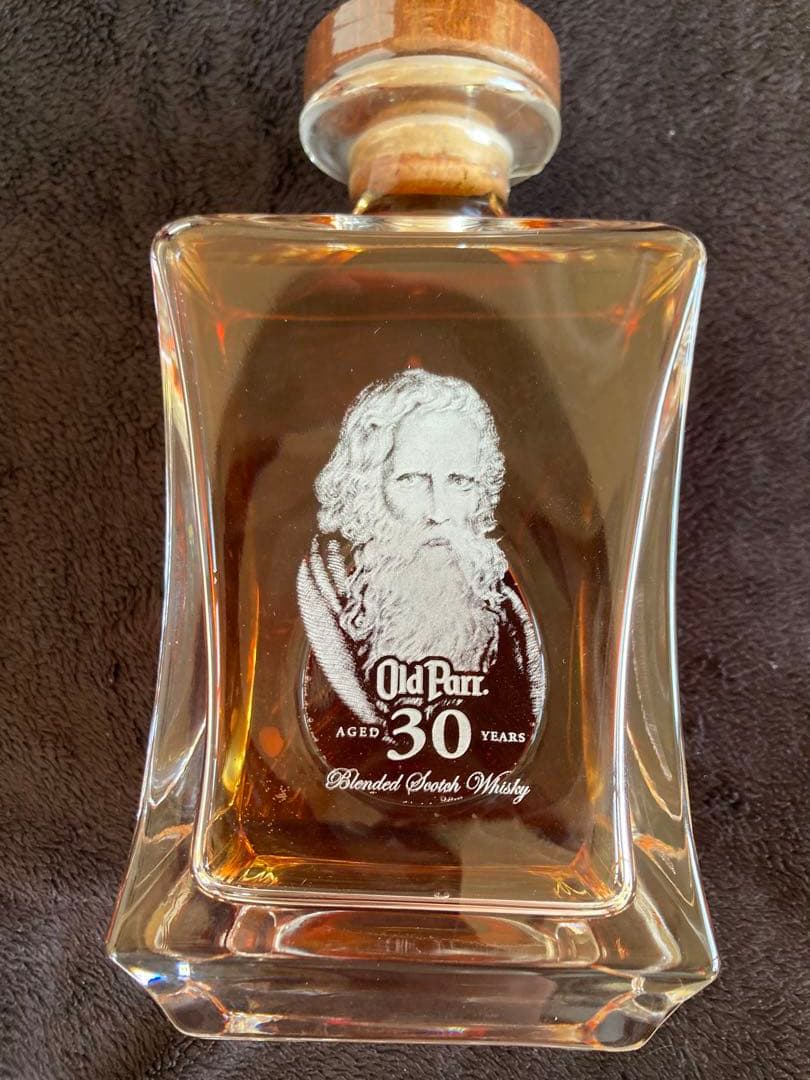 Old Parr.
AGED 30 YEARS
Blended Scotch Whisky